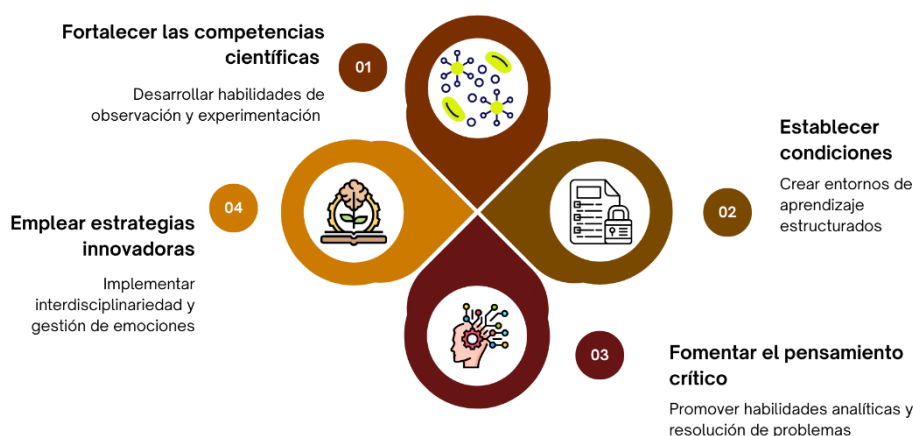 Fortalecer las competencias
científicas
01
Desarrollar habilidades de
observación y experimentación
Establecer
condiciones
02
Crear entornos de
aprendizaje
estructurados
03
Fomentar el pensamiento
crítico
Promover habilidades analíticas y
resolución de problemas
04
Emplear estrategias
innovadoras
Implementar
interdisciplinariedad y
gestión de emociones